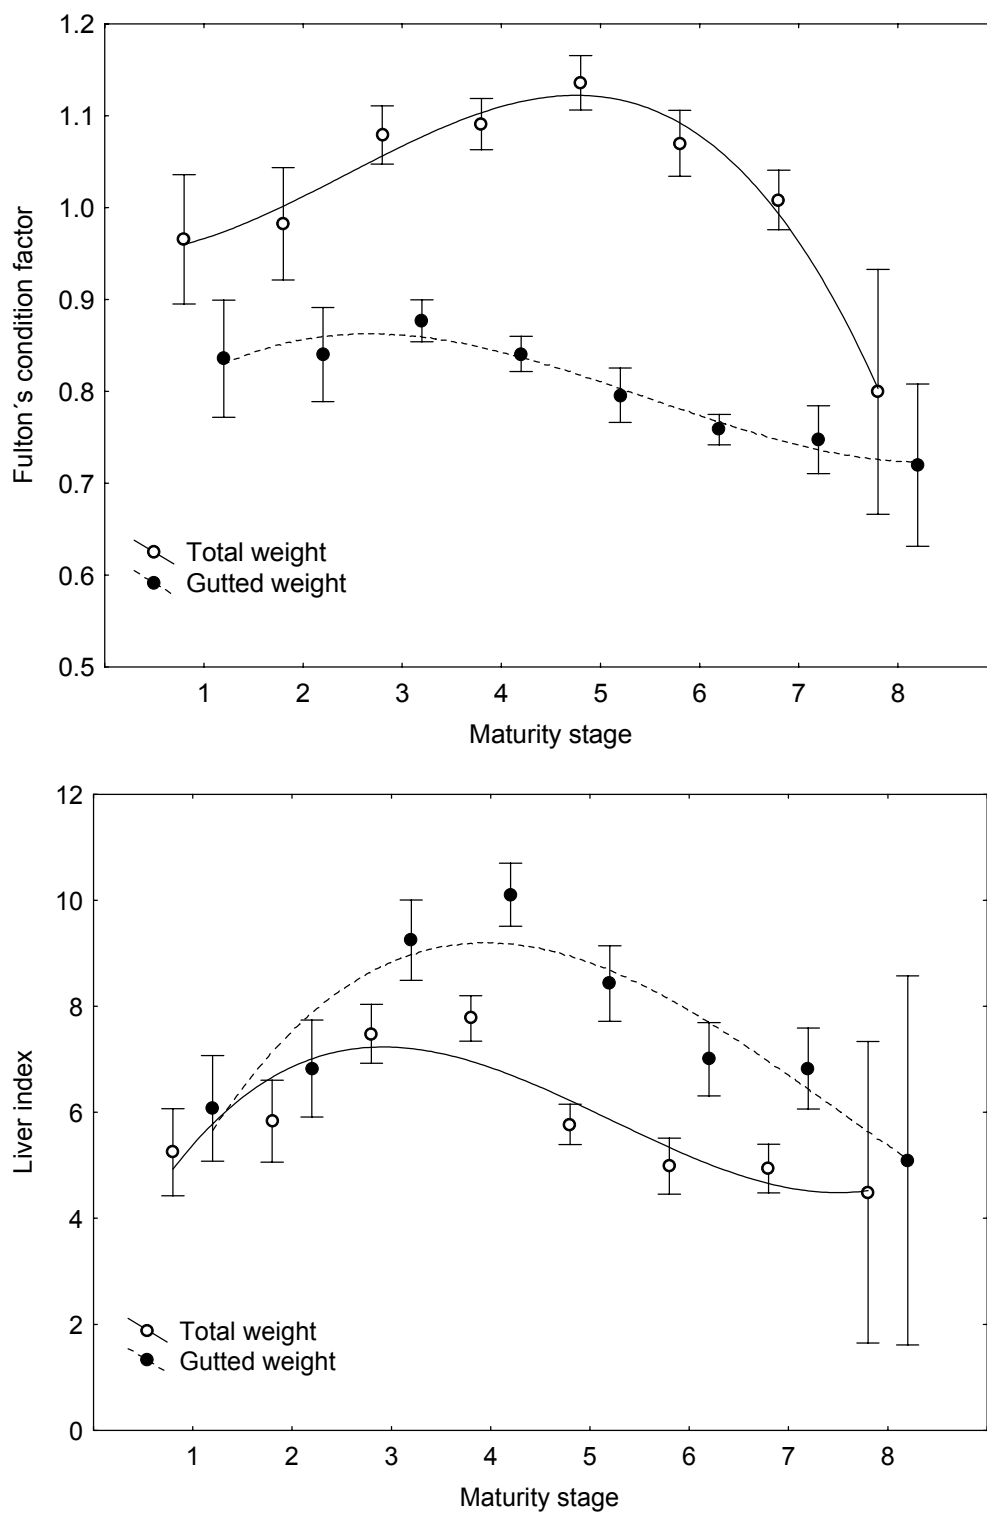 1.2
1.1
1.0
0.9
0.8
0.7
0.6
0.5
Fulton´s condition factor
Total weight
Gutted weight
1 2 3 4 5 6 7 8
Maturity stage
12
10
8
6
4
2
0
Liver index
Total weight
Gutted weight
1 2 3 4 5 6 7 8
Maturity stage